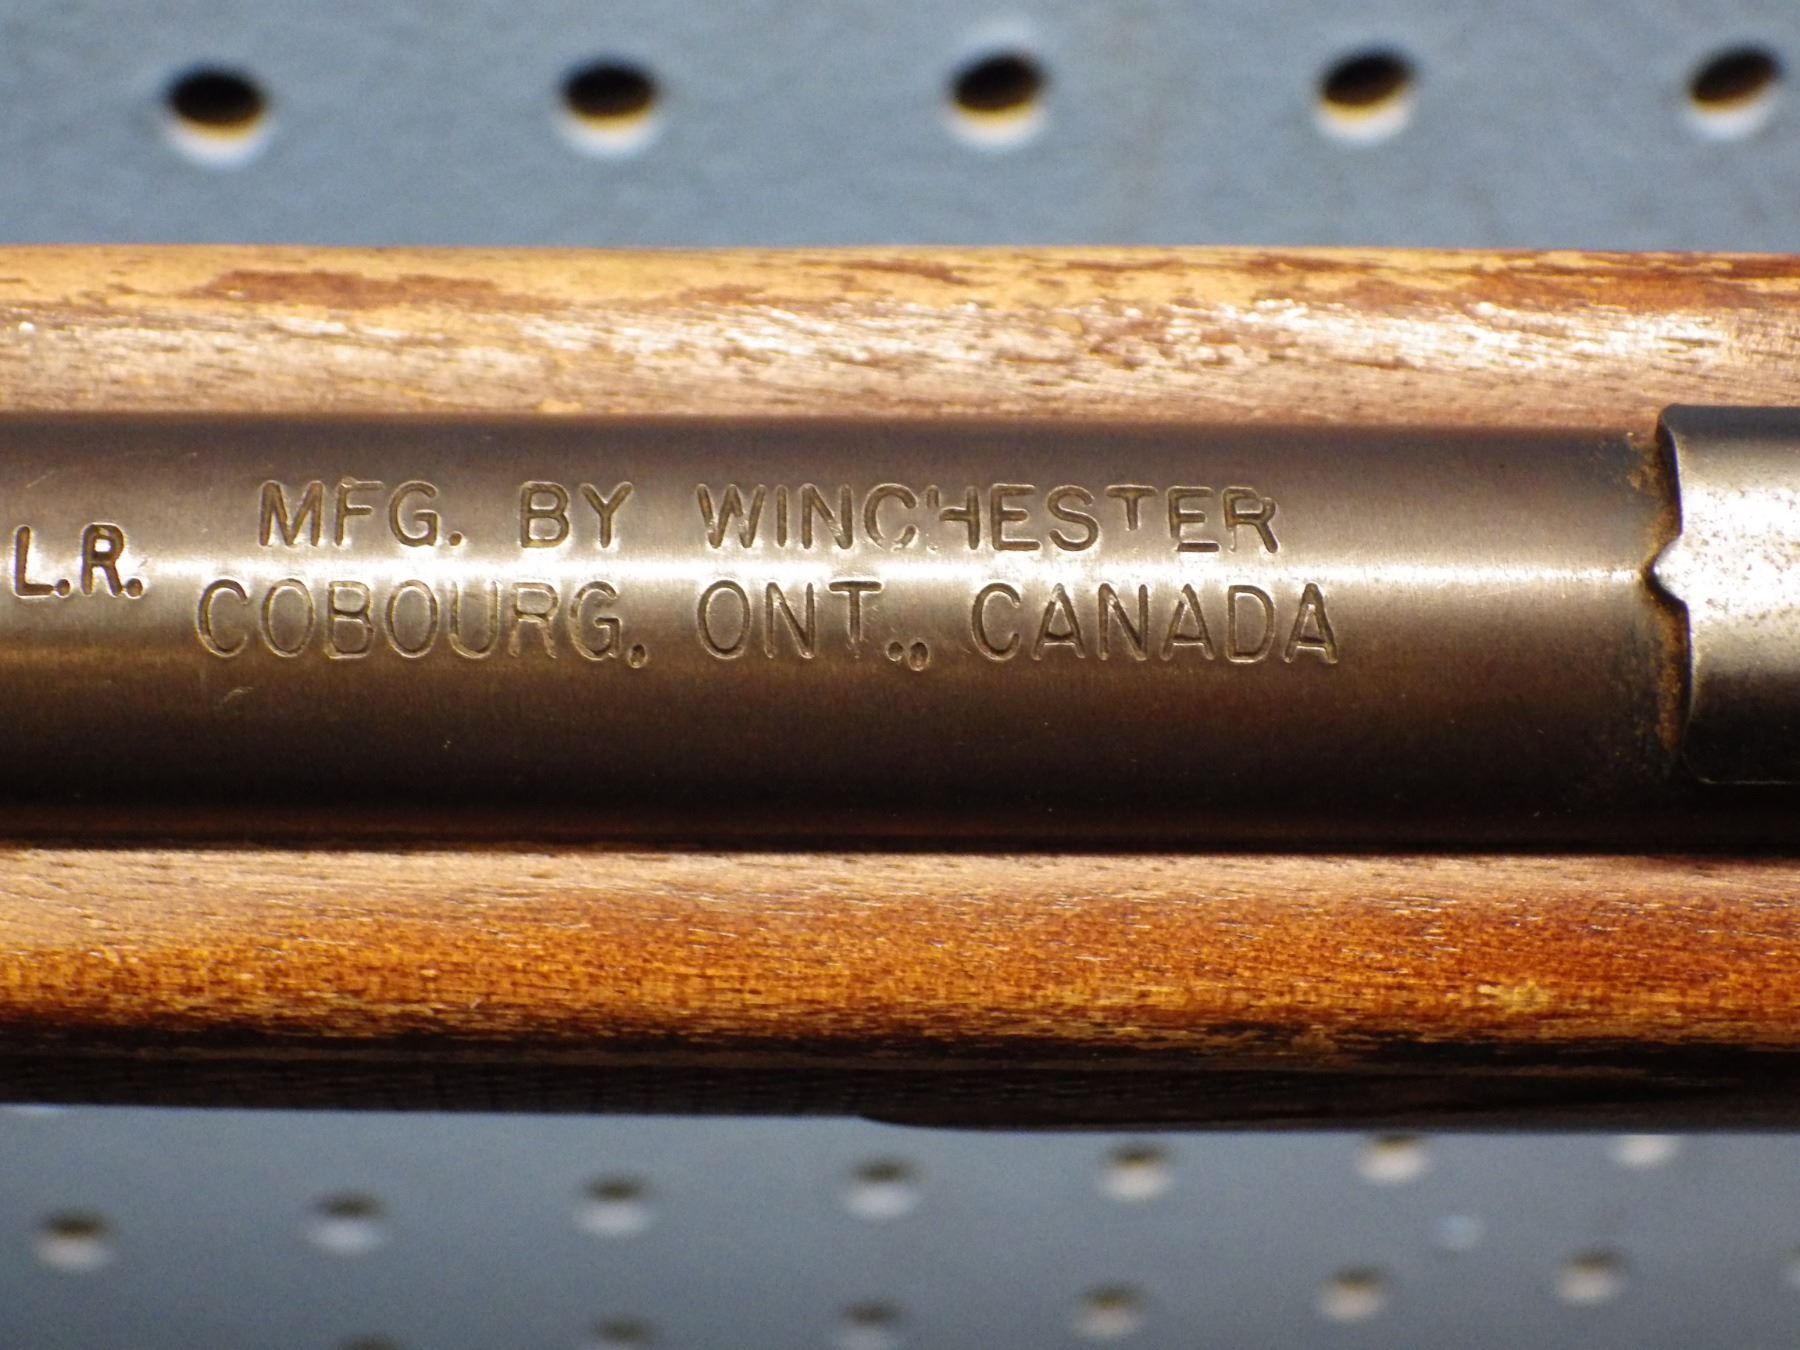 L.R.
MFG. BY WINCHESTER
COBOURG, ONT., CANADA